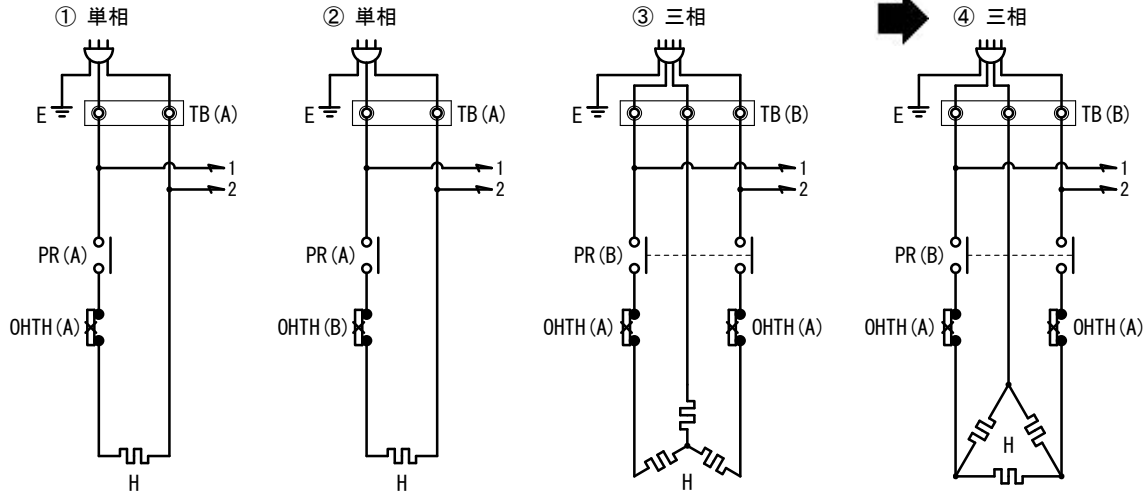 ① 単相
② 単相
③ 三相
④ 三相
E
TB(A)
E
TB(A)
E
TB(B)
E
TB(B)
1
2
1
2
1
2
1
2
PR(A)
PR(A)
PR(B)
PR(B)
OHTH(A)
OHTH(B)
OHTH(A)
OHTH(A)
OHTH(A)
OHTH(A)
H
H
H
H